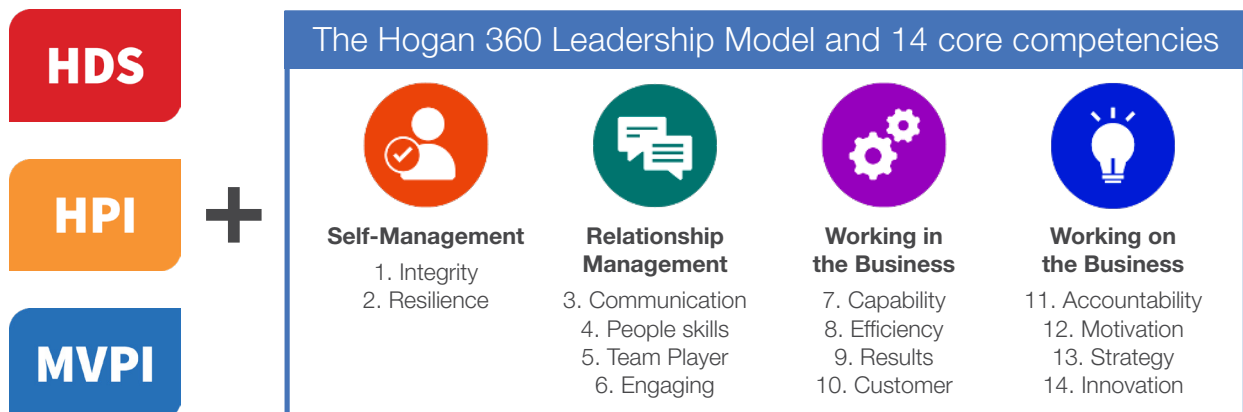 HDS
HPI
MVPI
+
The Hogan 360 Leadership Model and 14 core competencies
Self-Management
1. Integrity
2. Resilience
Relationship
Management
3. Communication
4. People skills
5. Team Player
6. Engaging
Working in
the Business
7. Capability
8. Efficiency
9. Results
10. Customer
Working on
the Business
11. Accountability
12. Motivation
13. Strategy
14. Innovation